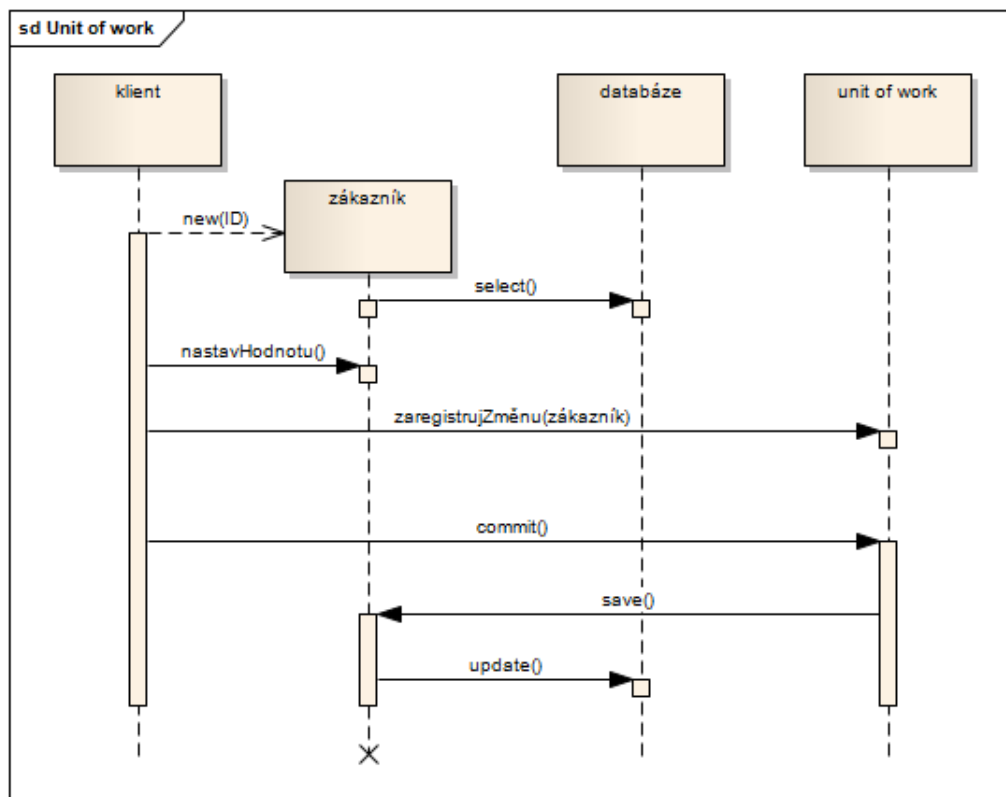 sd Unit of work
klient
databáze
unit of work
zákazník
new(ID)
select()
nastavHodnotu()
zaregistrujZměnu(zákazník)
commit()
save()
update()